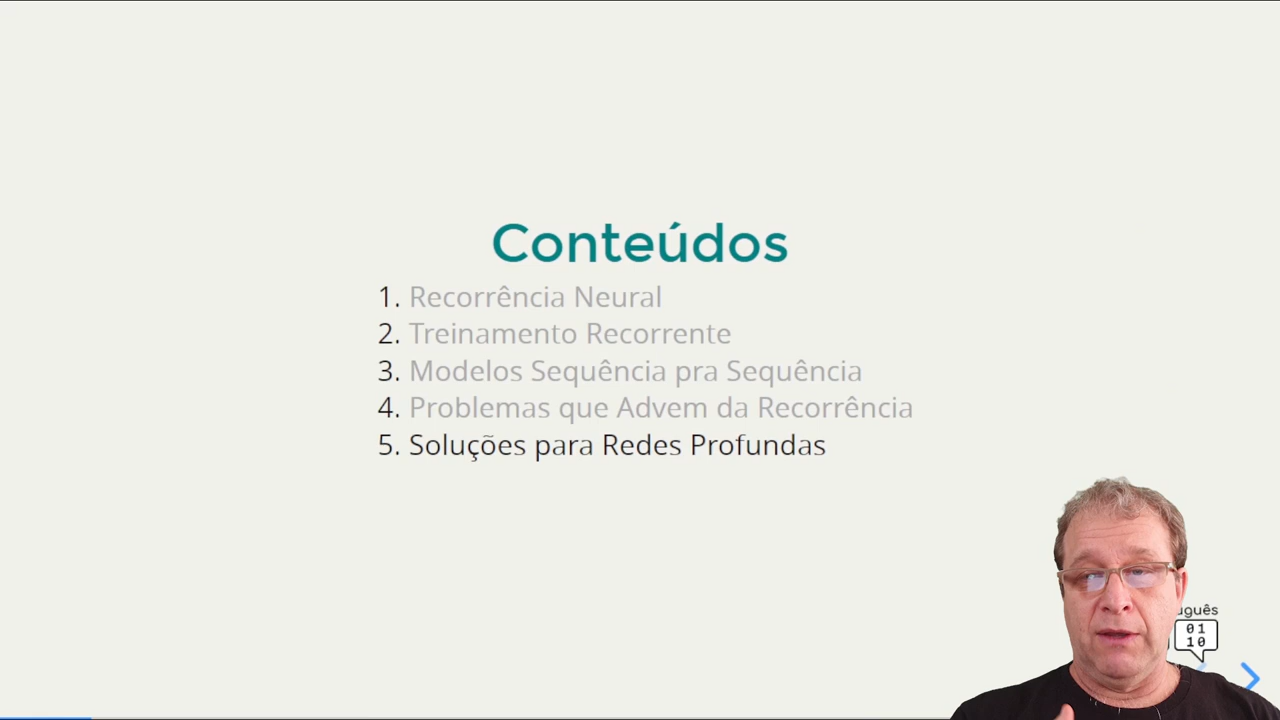 Conteúdos
1. Recorrência Neural
2. Treinamento Recorrente
3. Modelos Sequência pra Sequência
4. Problemas que Advem da Recorrência
5. Soluções para Redes Profundas
uguês
01
10